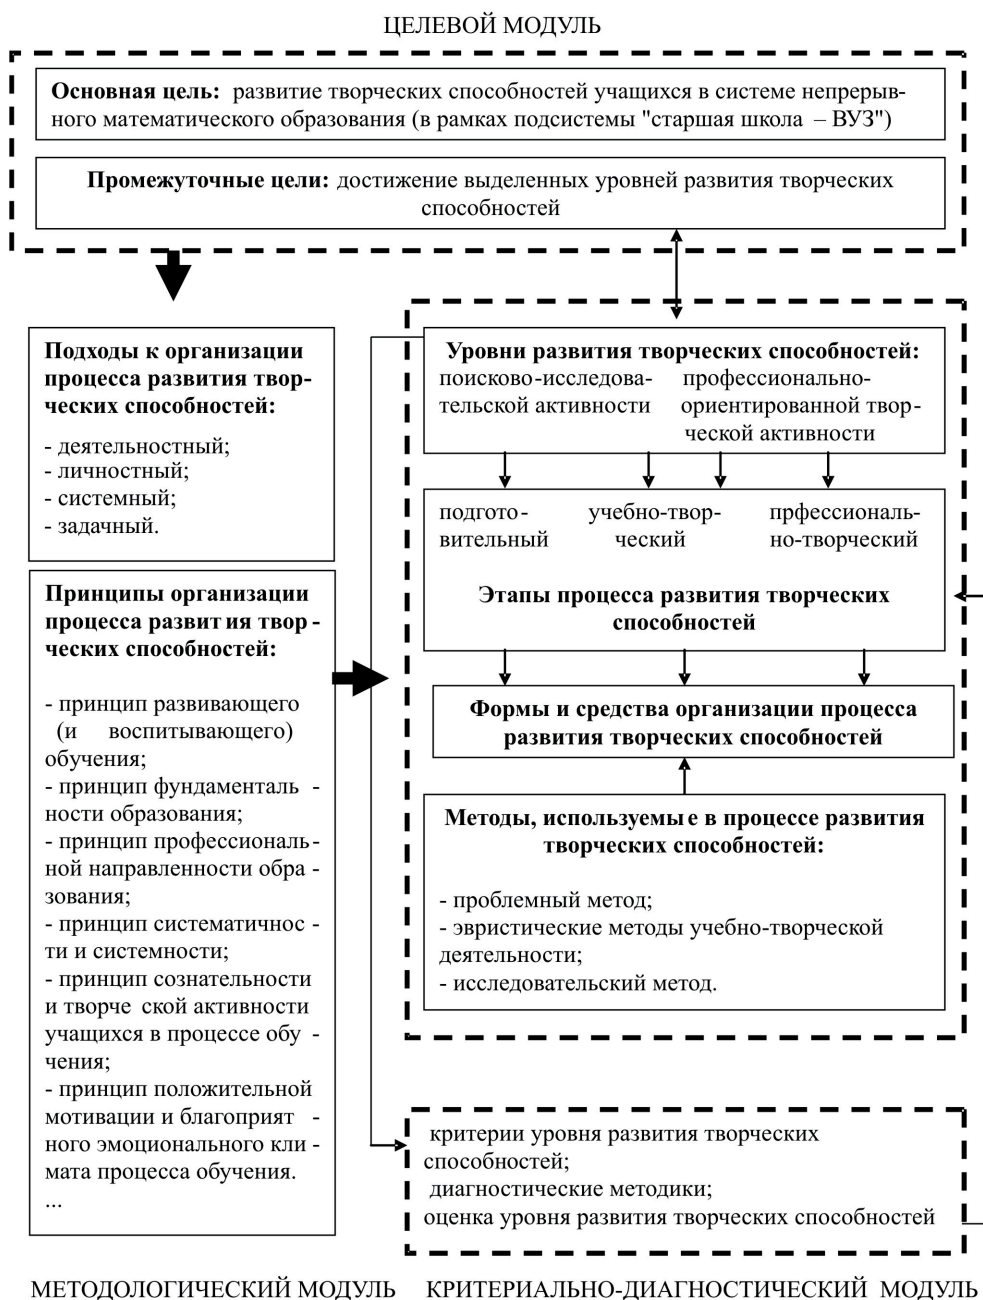 ЦЕЛЕВОЙ МОДУЛЬ
Основная цель: развитие творческих способностей учащихся в системе непрерыв-
ного математического образования (в рамках подсистемы "старшая школа – ВУЗ")
Промежуточные цели: достижение выделенных уровней развития творческих
способностей
Подходы к организации
процесса развития твор-
ческих способностей:
- деятельностный;
- личностный;
- системный;
- задачный.
Принципы организации
процесса развития твор-
ческих способностей:
- принцип развивающего
(и воспитывающего)
обучения;
- принцип фундаменталь-
ности образования;
- принцип профессиональ-
ной направленности обра-
зования;
- принцип систематичнос-
ти и системности;
- принцип сознательности
и творческой активности
учащихся в процессе обу-
чения;
- принцип положительной
мотивации и благоприят-
ного эмоционального кли-
мата процесса обучения.
...
Уровни развития творческих способностей:
поисково-исследова- профессионально-
тельской активности ориентированной твор-
ческой активности
подгото- учебно-твор- прфессиональ-
вительный ческий но-творческий
Этапы процесса развития творческих
способностей
Формы и средства организации процесса
развития творческих способностей
Методы, используемые в процессе развития
творческих способностей:
- проблемный метод;
- эвристические методы учебно-творческой
деятельности;
- исследовательский метод.
критерии уровня развития творческих
способностей;
диагностические методики;
оценка уровня развития творческих способностей
МЕТОДОЛОГИЧЕСКИЙ МОДУЛЬ КРИТЕРИАЛЬНО-ДИАГНОСТИЧЕСКИЙ МОДУЛЬ